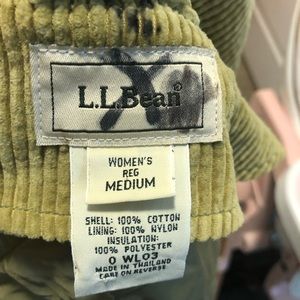 L.L.Bean®
WOMEN'S
REG
MEDIUM
SHELL: 100% COTTON
LINING: 100% NYLON
INSULATION:
100% POLYESTER
0 WL03
MADE IN THAILAND
CARE ON REVERSE